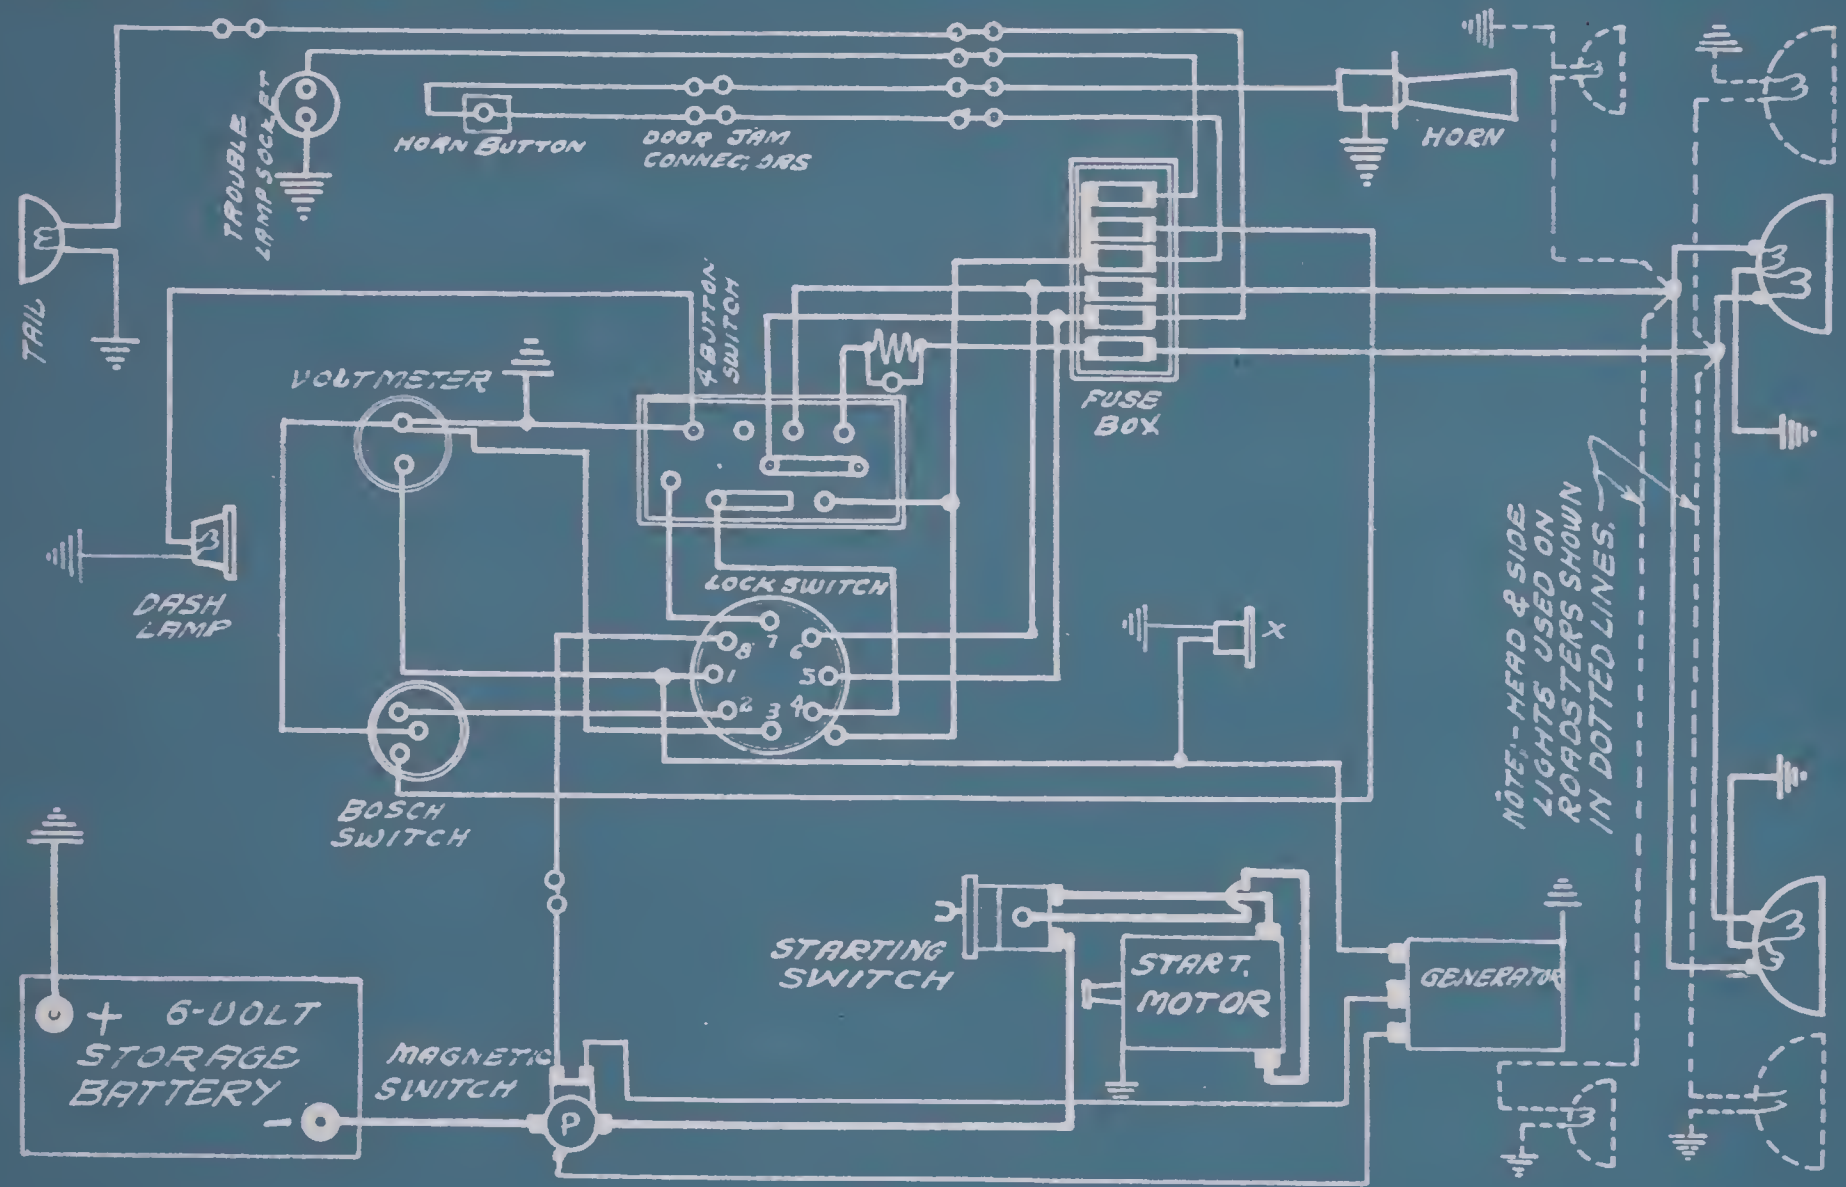 TROUBLE
LAMP SOCKET
HORN BUTTON
DOOR JAM
CONNEC, ORS
HORN
TAIL
4 BUTTON
SWITCH
VOLTMETER
FUSE
BOX
DASH
LAMP
LOCK SWITCH
8
7
6
1
5
2
3
4
X
NOTE:- HEAD & SIDE
LIGHTS USED ON
ROADSTERS SHOWN
IN DOTTED LINES.
BOSCH
SWITCH
STARTING
SWITCH
START.
MOTOR
GENERATOR
+ 6-VOLT
STORAGE
BATTERY
-
MAGNETIC
SWITCH
P